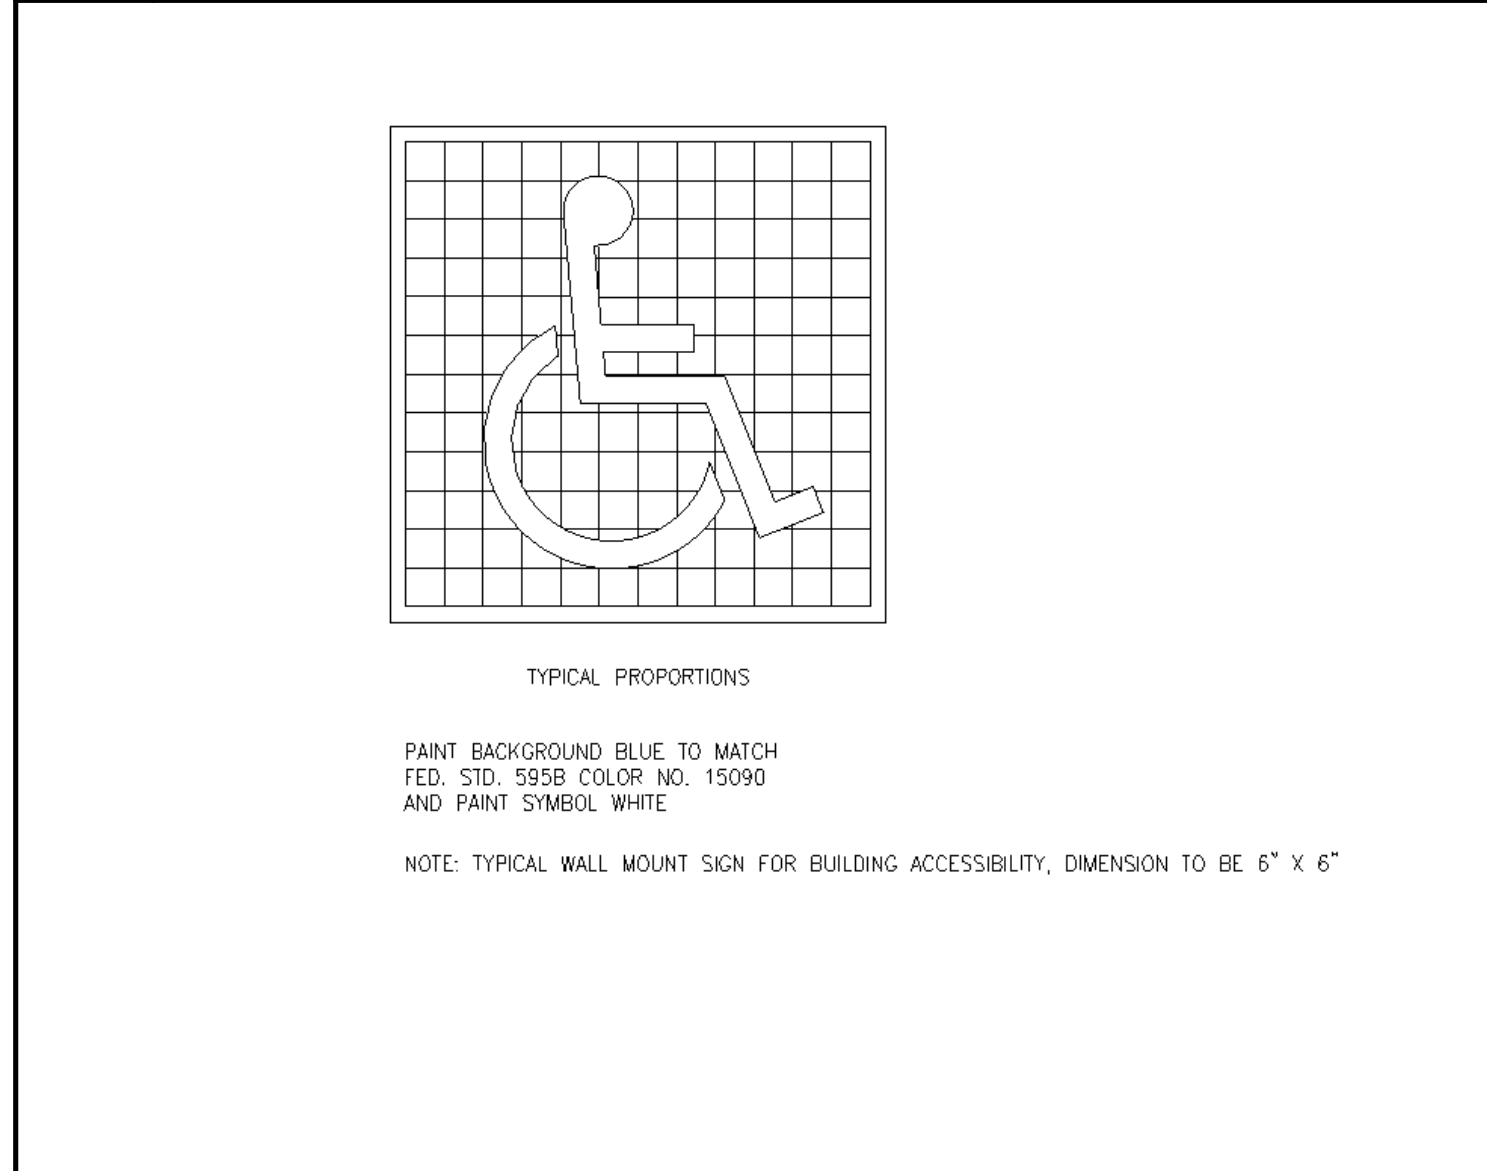 TYPICAL PROPORTIONS
PAINT BACKGROUND BLUE TO MATCH
FED. STD. 595B COLOR NO. 15090
AND PAINT SYMBOL WHITE
NOTE: TYPICAL WALL MOUNT SIGN FOR BUILDING ACCESSIBILITY, DIMENSION TO BE 6" X 6"